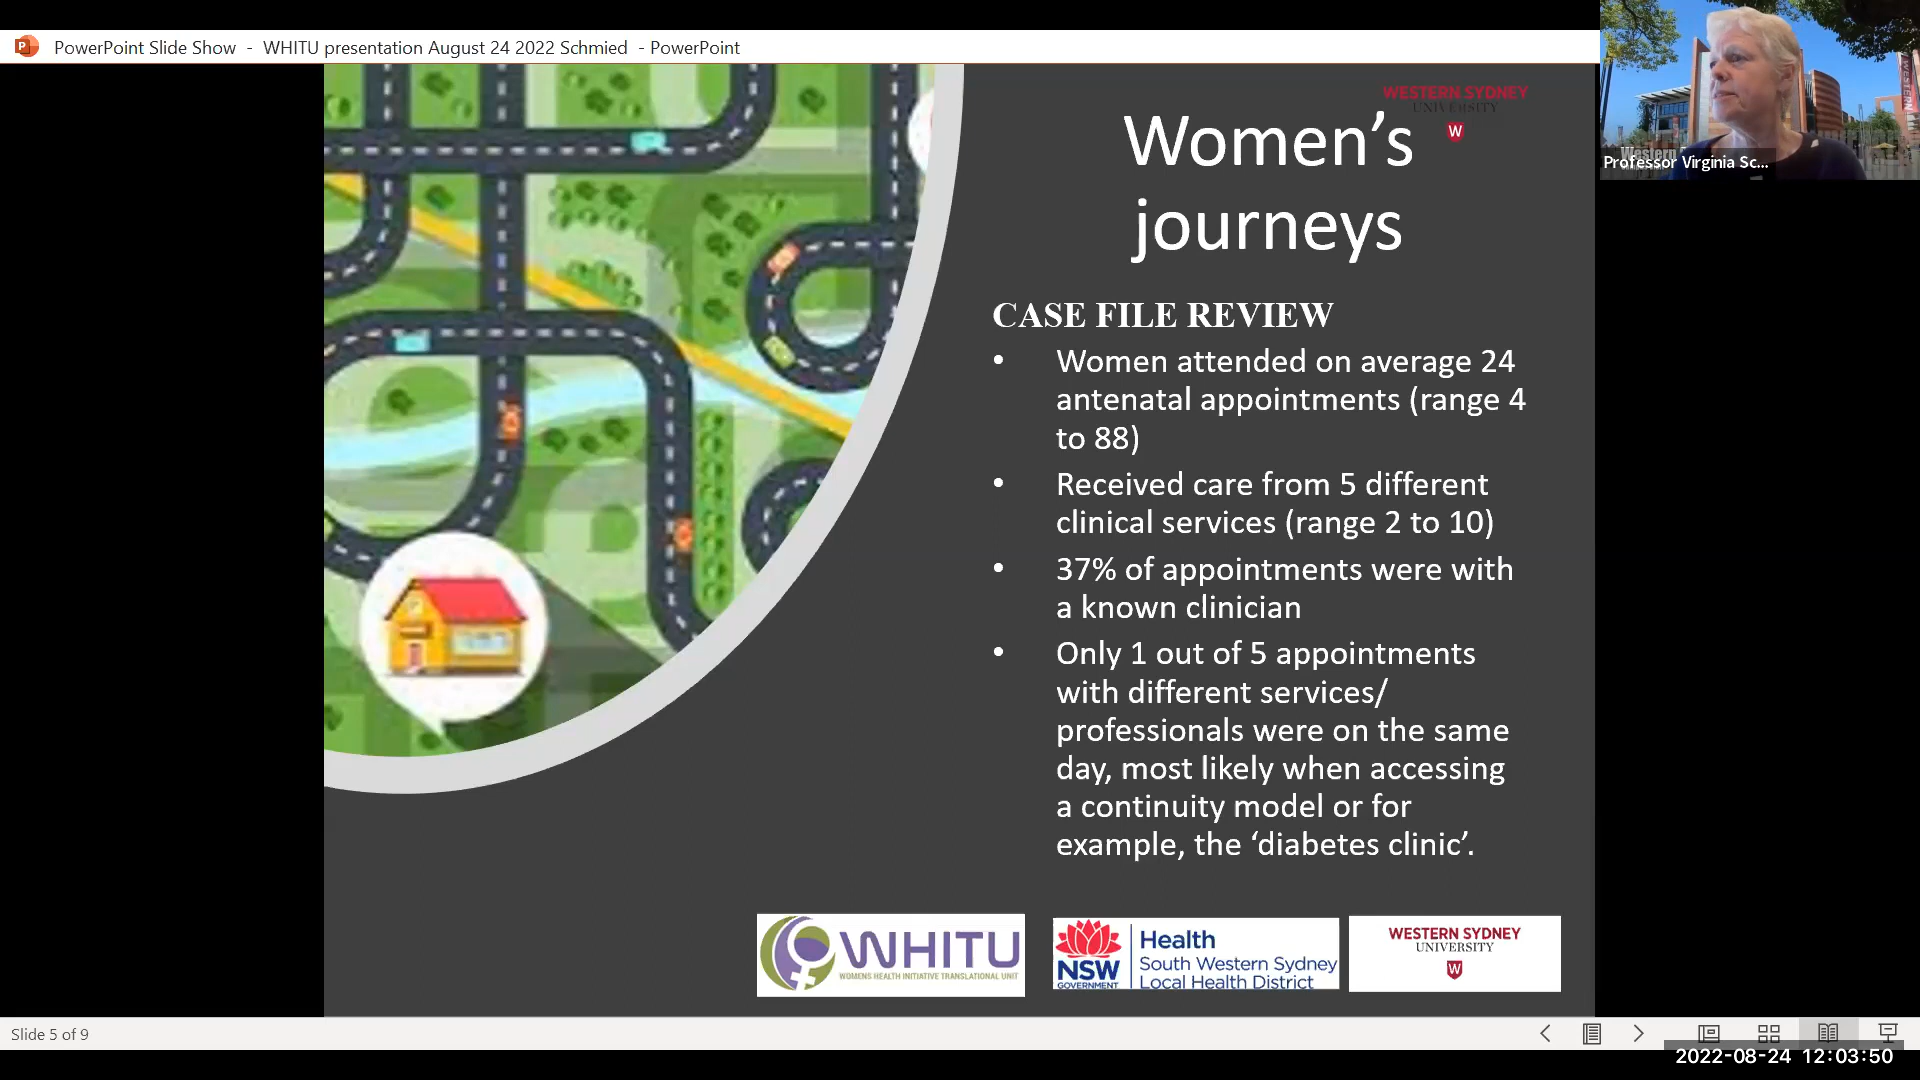 PowerPoint Slide Show - WHITU presentation August 24 2022 Schmied - PowerPoint
WESTERN SYDNEY
UNIVERSITY
W
Women's
journeys
Professor Virginia Sc...
CASE FILE REVIEW
• Women attended on average 24
antenatal appointments (range 4
to 88)
• Received care from 5 different
clinical services (range 2 to 10)
• 37% of appointments were with
a known clinician
• Only 1 out of 5 appointments
with different services/
professionals were on the same
day, most likely when accessing
a continuity model or for
example, the ‘diabetes clinic’.
WHITU
WOMENS HEALTH INITIATIVE TRANSLATIONAL UNIT
NSW
GOVERNMENT
Health
South Western Sydney
Local Health District
WESTERN SYDNEY
UNIVERSITY
W
Slide 5 of 9
2022-08-24 12:03:50